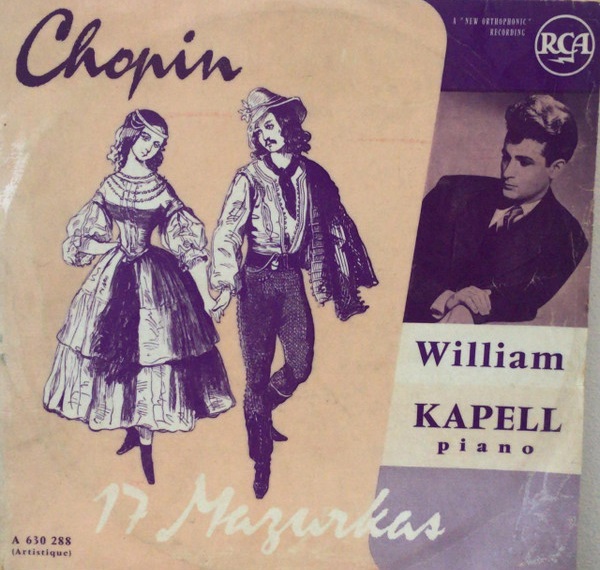 Chopin
A "NEW ORTHOPHONIC"
RECORDING
RCA
William
KAPELL
piano
17 Mazurkas
A 630 288
(Artistique)